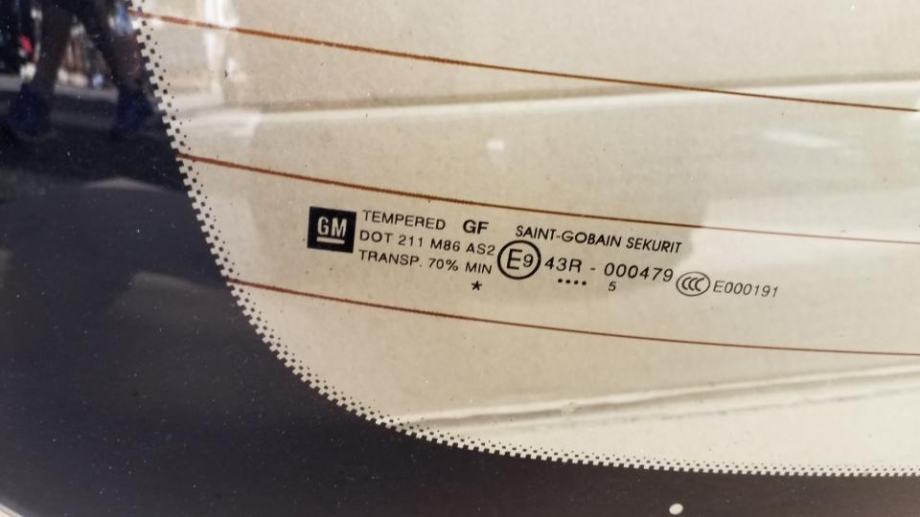 GM TEMPERED GF SAINT-GOBAIN SEKURIT
DOT 211 M86 AS2 E9 43R - 000479 CCC E000191
TRANSP. 70% MIN •••• 5
*